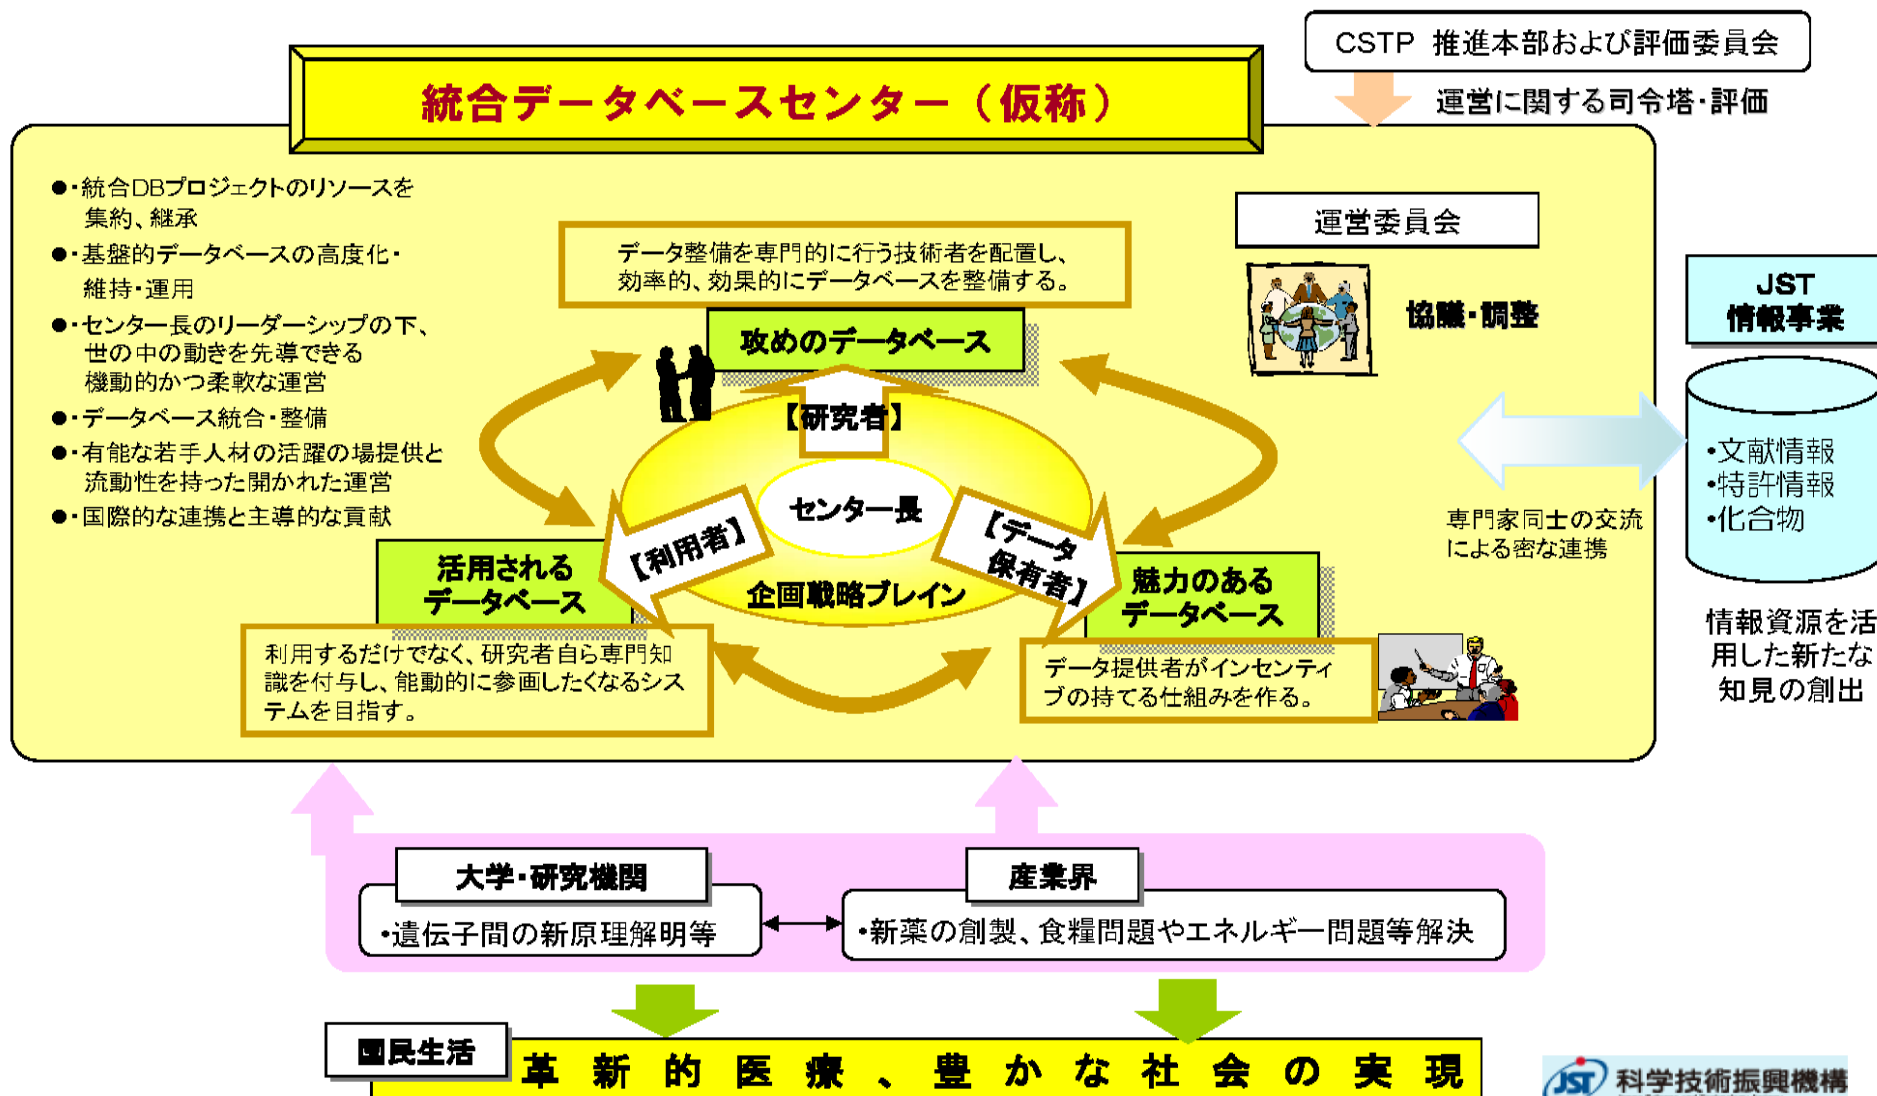 CSTP 推進本部および評価委員会
運営に関する司令塔・評価
統合データベースセンター（仮称）
●・統合DBプロジェクトのリソースを
集約、継承
●・基盤的データベースの高度化・
維持・運用
●・センター長のリーダーシップの下、
世の中の動きを先導できる
機動的かつ柔軟な運営
●・データベース統合・整備
●・有能な若手人材の活躍の場提供と
流動性を持った開かれた運営
●・国際的な連携と主導的な貢献
データ整備を専門的に行う技術者を配置し、
効率的、効果的にデータベースを整備する。
攻めのデータベース
【研究者】
センター長
企画戦略ブレイン
【利用者】
【データ
保有者】
活用される
データベース
利用するだけでなく、研究者自ら専門知
識を付与し、能動的に参画したくなるシス
テムを目指す。
魅力のある
データベース
データ提供者がインセンティ
ブの持てる仕組みを作る。
運営委員会
協議・調整
専門家同士の交流
による密な連携
JST
情報事業
・文献情報
・特許情報
・化合物
情報資源を活
用した新たな
知見の創出
大学・研究機関
・遺伝子間の新原理解明等
産業界
・新薬の創製、食糧問題やエネルギー問題等解決
国民生活
革新的医療、豊かな社会の実現
JST 科学技術振興機構